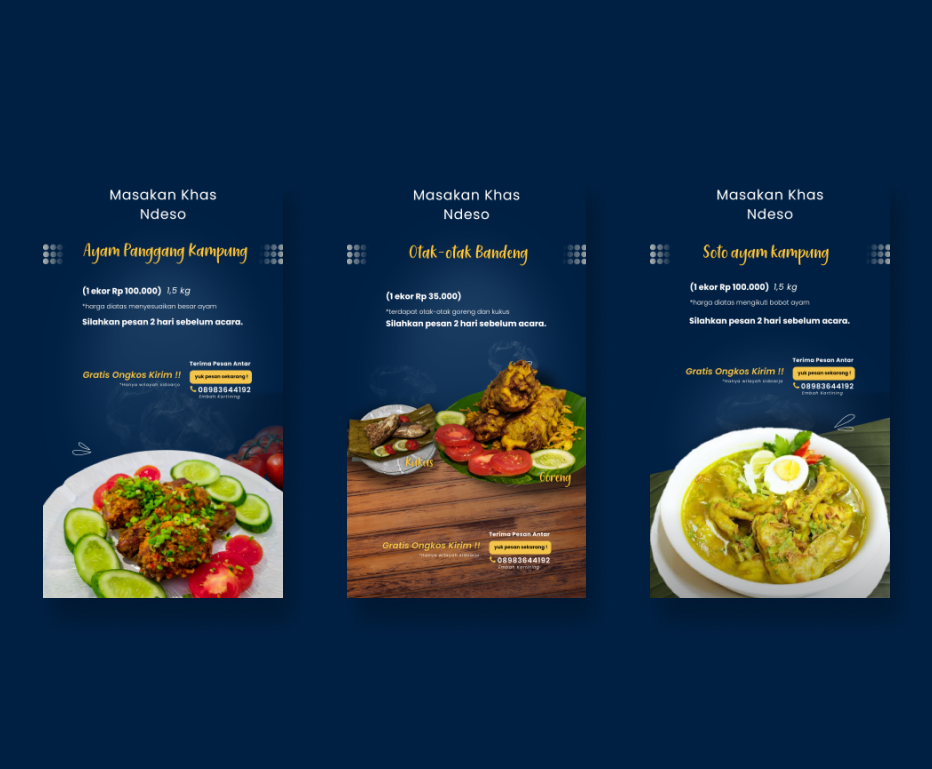 Masakan Khas
Ndeso
Ayam Panggang Kampung
(1 ekor Rp 100.000) 1,5 kg
*harga diatas menyesuaikan besar ayam
Silahkan pesan 2 hari sebelum acara.
Terima Pesan Antar
Gratis Ongkos Kirim !!
yuk pesan sekarang !
*Hanya wilayah sidoarjo
08983644192
Embah Kartining
Masakan Khas
Ndeso
Otak-otak Bandeng
(1 ekor Rp 35.000)
*terdapat otak-otak goreng dan kukus
Silahkan pesan 2 hari sebelum acara.
Kukus
Goreng
Terima Pesan Antar
Gratis Ongkos Kirim !!
yuk pesan sekarang !
*Hanya wilayah sidoarjo
08983644192
Embah Kartining
Masakan Khas
Ndeso
Soto ayam kampung
(1 ekor Rp 100.000) 1,5 kg
*harga diatas mengikuti bobot ayam
Silahkan pesan 2 hari sebelum acara.
Terima Pesan Antar
Gratis Ongkos Kirim !!
yuk pesan sekarang !
*Hanya wilayah sidoarjo
08983644192
Embah Kartining